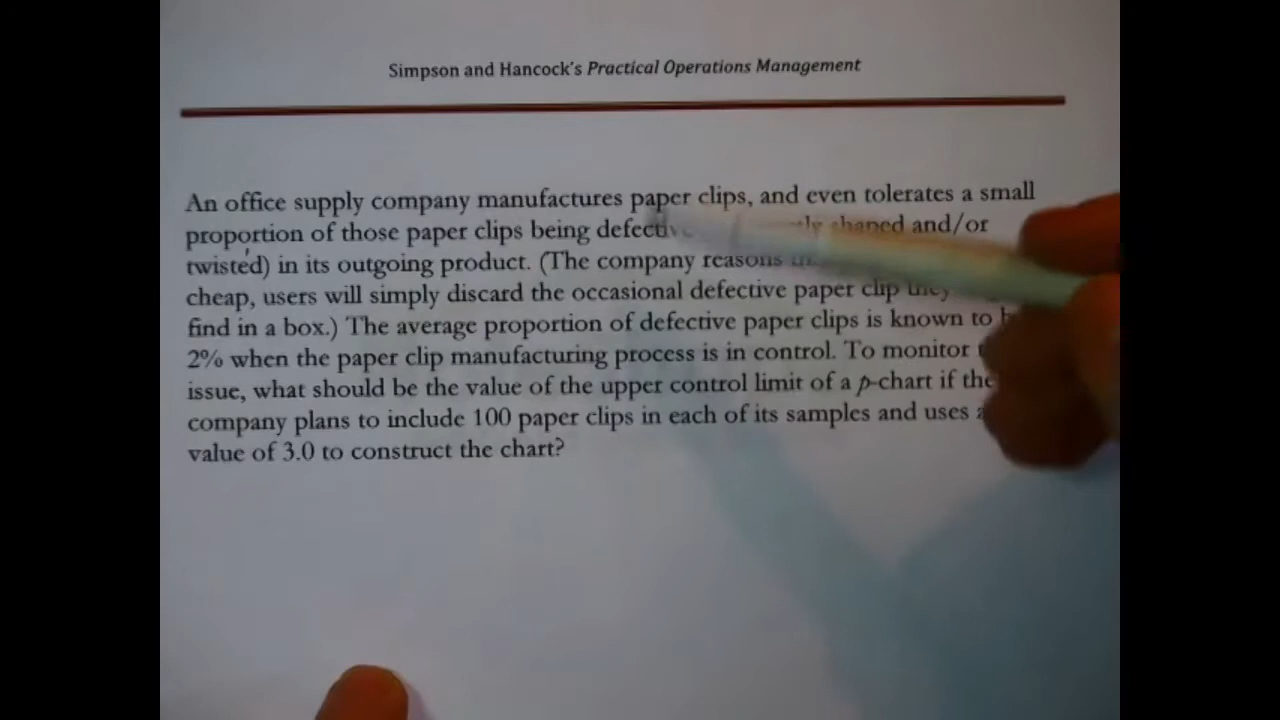 Simpson and Hancock's Practical Operations Management
An office supply company manufactures paper clips, and even tolerates a small
proportion of those paper clips being and/or
twisted) in its outgoing product. (The company reasons
cheap, users will simply discard the occasional defective paper clip they
find in a box.) The average proportion of defective paper clips is known to
2% when the paper clip manufacturing process is in control. To monitor
issue, what should be the value of the upper control limit of a p-chart if the
company plans to include 100 paper clips in each of its samples and uses a
value of 3.0 to construct the chart?